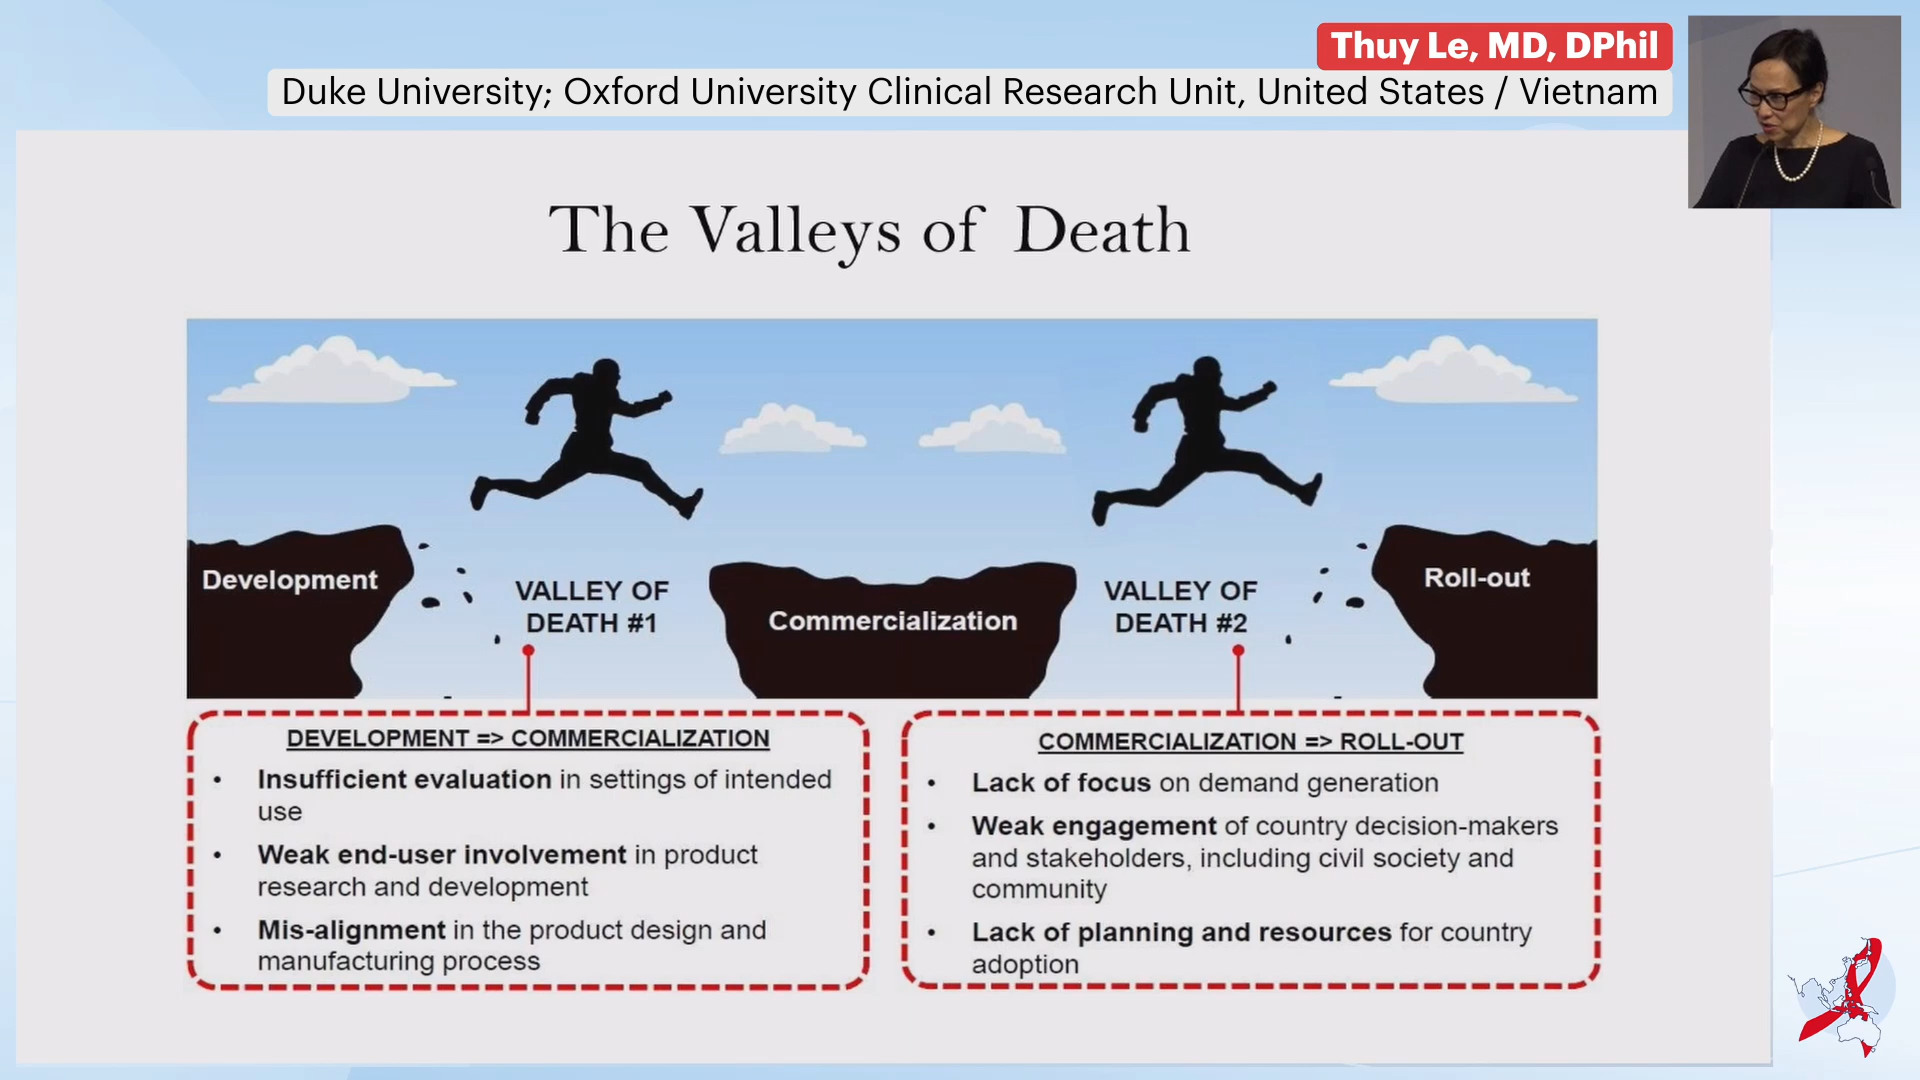 Thuy Le, MD, DPhil
Duke University; Oxford University Clinical Research Unit, United States / Vietnam
The Valleys of Death
Development
VALLEY OF
DEATH #1
Commercialization
VALLEY OF
DEATH #2
Roll-out
DEVELOPMENT => COMMERCIALIZATION
• Insufficient evaluation in settings of intended
use
• Weak end-user involvement in product
research and development
• Mis-alignment in the product design and
manufacturing process
COMMERCIALIZATION => ROLL-OUT
• Lack of focus on demand generation
• Weak engagement of country decision-makers
and stakeholders, including civil society and
community
• Lack of planning and resources for country
adoption